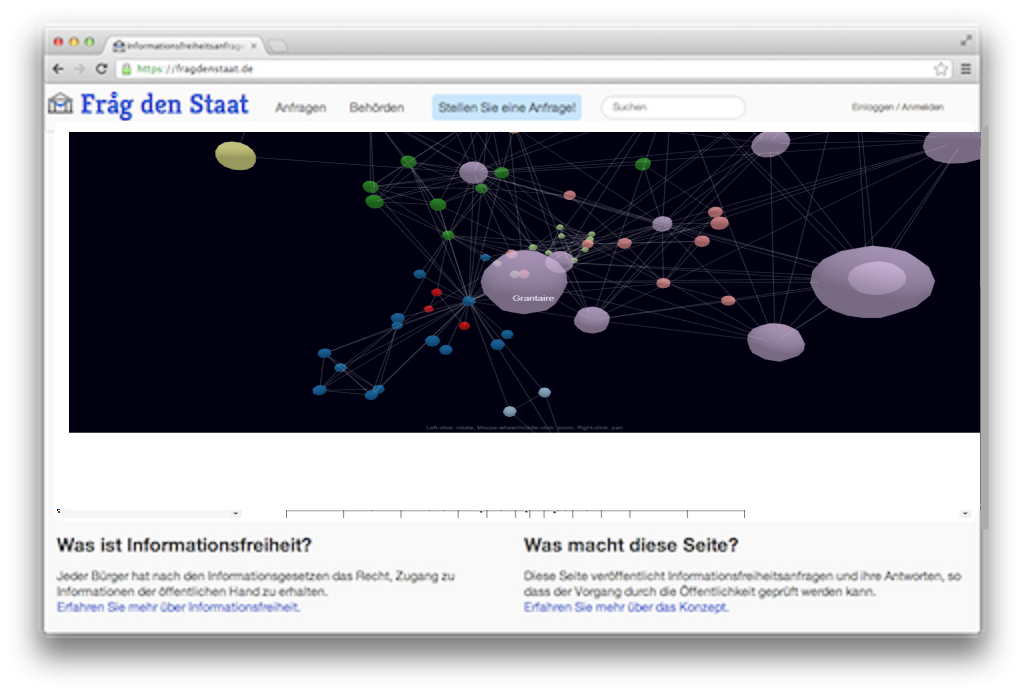 Informationsfreiheitsanfrage
https://fragdenstaat.de
Fråg den Staat
Anfragen
Behörden
Stellen Sie eine Anfrage!
Suchen
Einloggen / Anmelden
Grantaire
Left-click: rotate, Mouse-wheel/middle-click: zoom, Right-click: pan
Was ist Informationsfreiheit?
Jeder Bürger hat nach den Informationsgesetzen das Recht, Zugang zu
Informationen der öffentlichen Hand zu erhalten.
Erfahren Sie mehr über Informationsfreiheit.
Was macht diese Seite?
Diese Seite veröffentlicht Informationsfreiheitsanfragen und ihre Antworten, so
dass der Vorgang durch die Öffentlichkeit geprüft werden kann.
Erfahren Sie mehr über das Konzept.